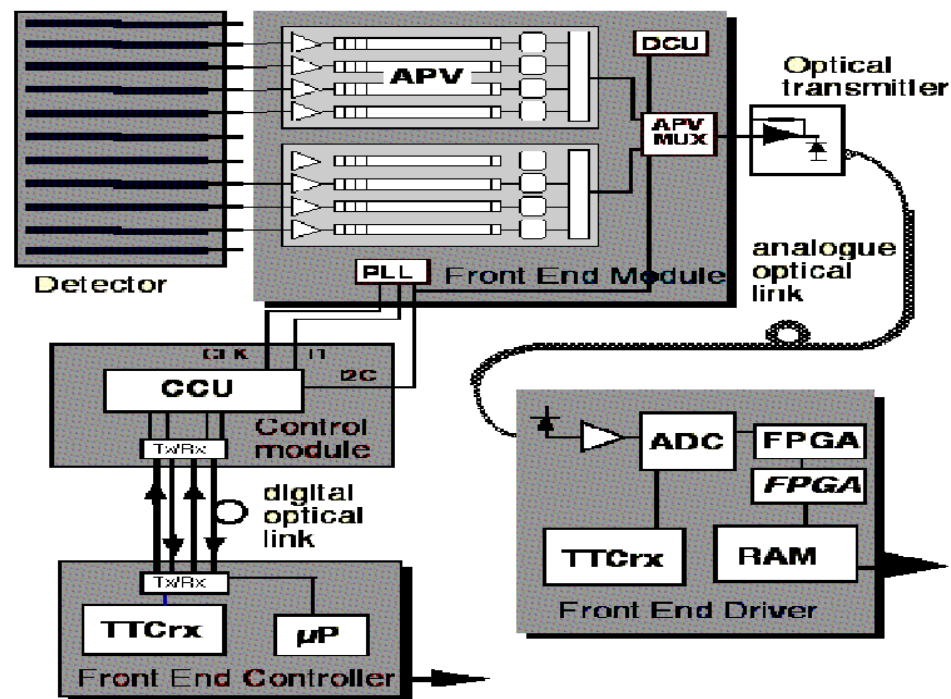 DCU
Optical
transmitter
APV
APV
MUX
PLL
Front End Module
Detector
analogue
optical
link
CLK
T1
I2C
CCU
Control
module
Tx/Rx
digital
optical
link
ADC
FPGA
FPGA
TTCrx
RAM
Front End Driver
Tx/Rx
TTCrx
µP
Front End Controller